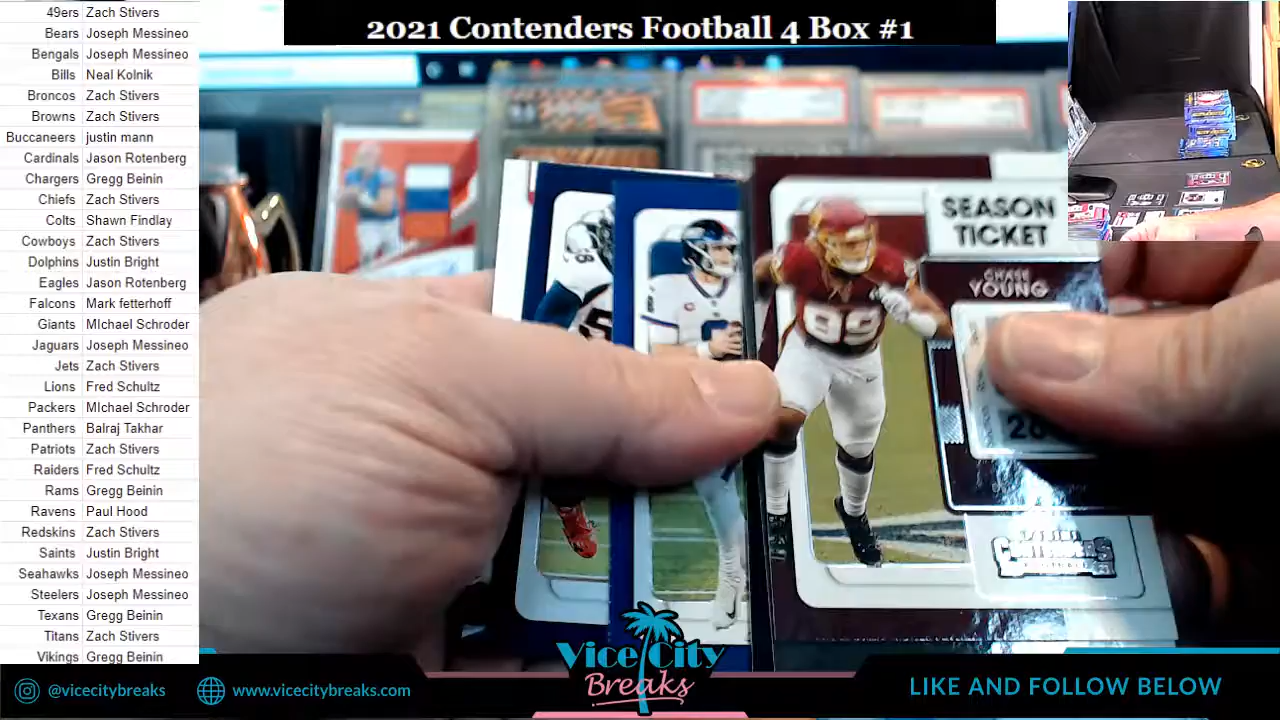 2021 Contenders Football 4 Box #1
49ers Zach Stivers
Bears Joseph Messineo
Bengals Joseph Messineo
Bills Neal Kolnik
Broncos Zach Stivers
Browns Zach Stivers
Buccaneers justin mann
Cardinals Jason Rotenberg
Chargers Gregg Beinin
Chiefs Zach Stivers
Colts Shawn Findlay
Cowboys Zach Stivers
Dolphins Justin Bright
Eagles Jason Rotenberg
Falcons Mark fetterhoff
Giants MIchael Schroder
Jaguars Joseph Messineo
Jets Zach Stivers
Lions Fred Schultz
Packers MIchael Schroder
Panthers Balraj Takhar
Patriots Zach Stivers
Raiders Fred Schultz
Rams Gregg Beinin
Ravens Paul Hood
Redskins Zach Stivers
Saints Justin Bright
Seahawks Joseph Messineo
Steelers Joseph Messineo
Texans Gregg Beinin
Titans Zach Stivers
Vikings Gregg Beinin
SEASON
TICKET
CHASE
YOUNG
99
PANINI
CONTENDERS
FOOTBALL
Vice City
Breaks
@vicecitybreaks
www.vicecitybreaks.com
LIKE AND FOLLOW BELOW